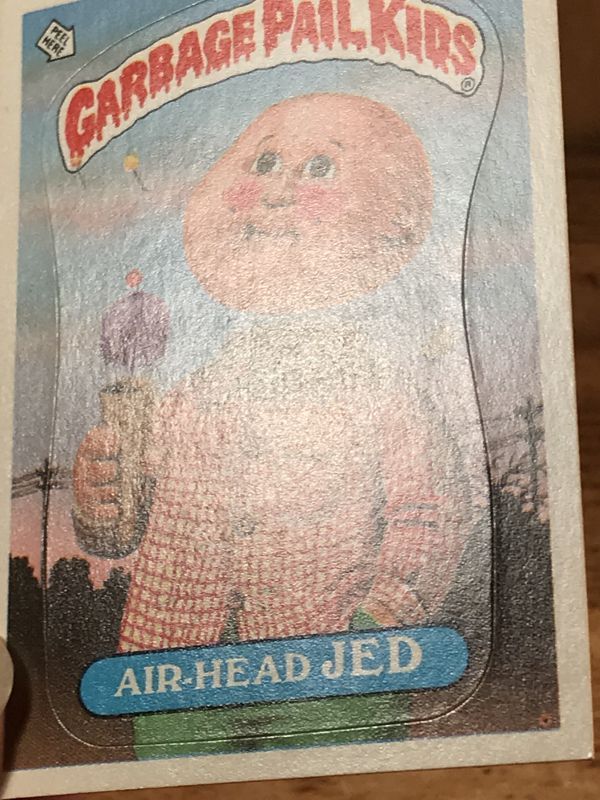 PEEL
HERE
GARBAGE PAIL KIDS®
AIR-HEAD JED